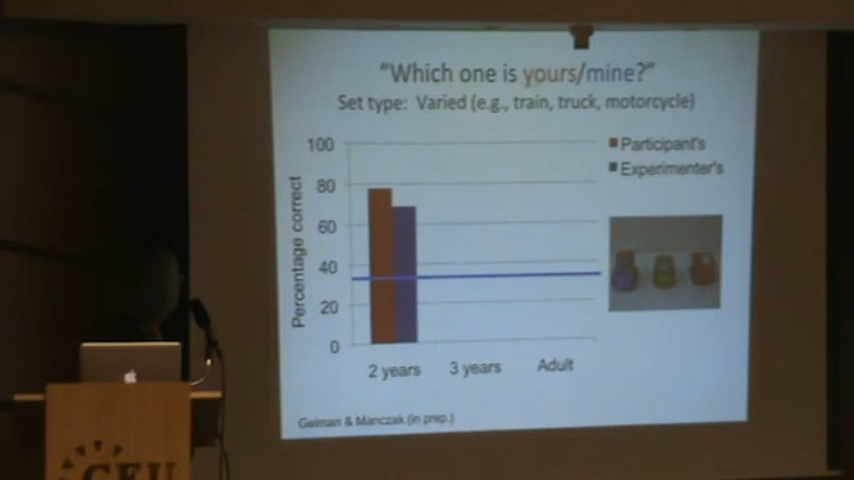 "Which one is yours/mine?"
Set type: Varied (e.g., train, truck, motorcycle)
100
80
60
40
20
0
Percentage correct
Participant's
Experimenter's
2 years
3 years
Adult
Gelman & Manczak (in prep.)
CEU